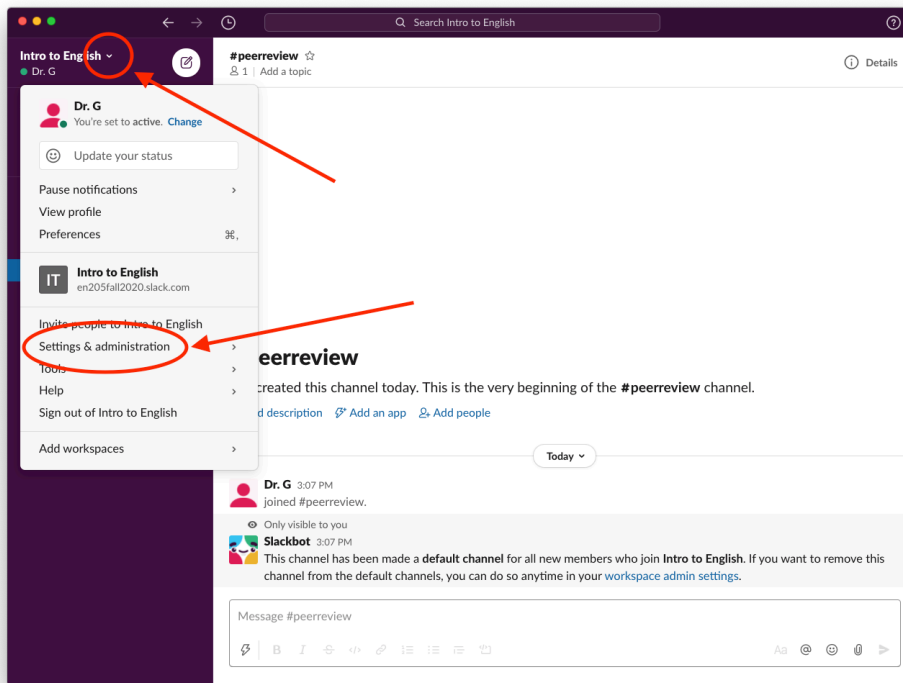 Search Intro to English
Intro to English
Dr. G
#peerreview
1 | Add a topic
Details
Dr. G
You're set to active. Change
Update your status
Pause notifications
View profile
Preferences
⌘,
IT
Intro to English
en205fall2020.slack.com
Invite people to Intro to English
Settings & administration
Tools
Help
Sign out of Intro to English
Add workspaces
eerreview
created this channel today. This is the very beginning of the #peerreview channel.
d description Add an app Add people
Today
Dr. G 3:07 PM
joined #peerreview.
Only visible to you
Slackbot 3:07 PM
This channel has been made a default channel for all new members who join Intro to English. If you want to remove this
channel from the default channels, you can do so anytime in your workspace admin settings.
Message #peerreview
B I S </>
Aa @